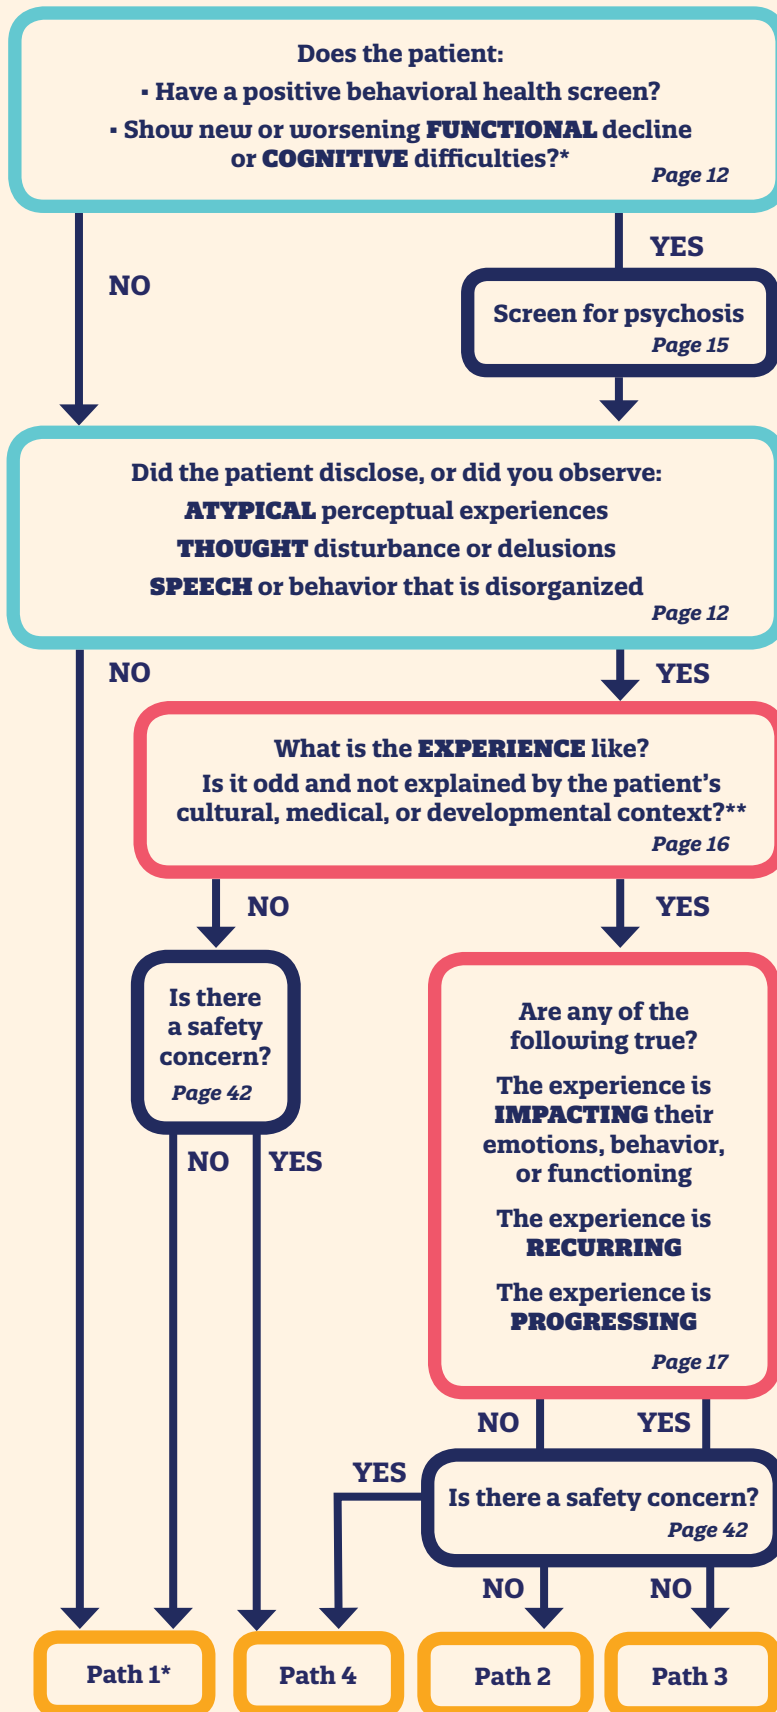 Does the patient:
▪ Have a positive behavioral health screen?
▪ Show new or worsening FUNCTIONAL decline
or COGNITIVE difficulties?*
Page 12
NO
YES
Screen for psychosis
Page 15
Did the patient disclose, or did you observe:
ATYPICAL perceptual experiences
THOUGHT disturbance or delusions
SPEECH or behavior that is disorganized
Page 12
NO
YES
What is the EXPERIENCE like?
Is it odd and not explained by the patient’s
cultural, medical, or developmental context?**
Page 16
NO
YES
Is there
a safety
concern?
Page 42
NO
YES
Are any of the
following true?
The experience is
IMPACTING their
emotions, behavior,
or functioning
The experience is
RECURRING
The experience is
PROGRESSING
Page 17
NO
YES
YES
Is there a safety concern?
Page 42
NO
NO
Path 1*
Path 4
Path 2
Path 3